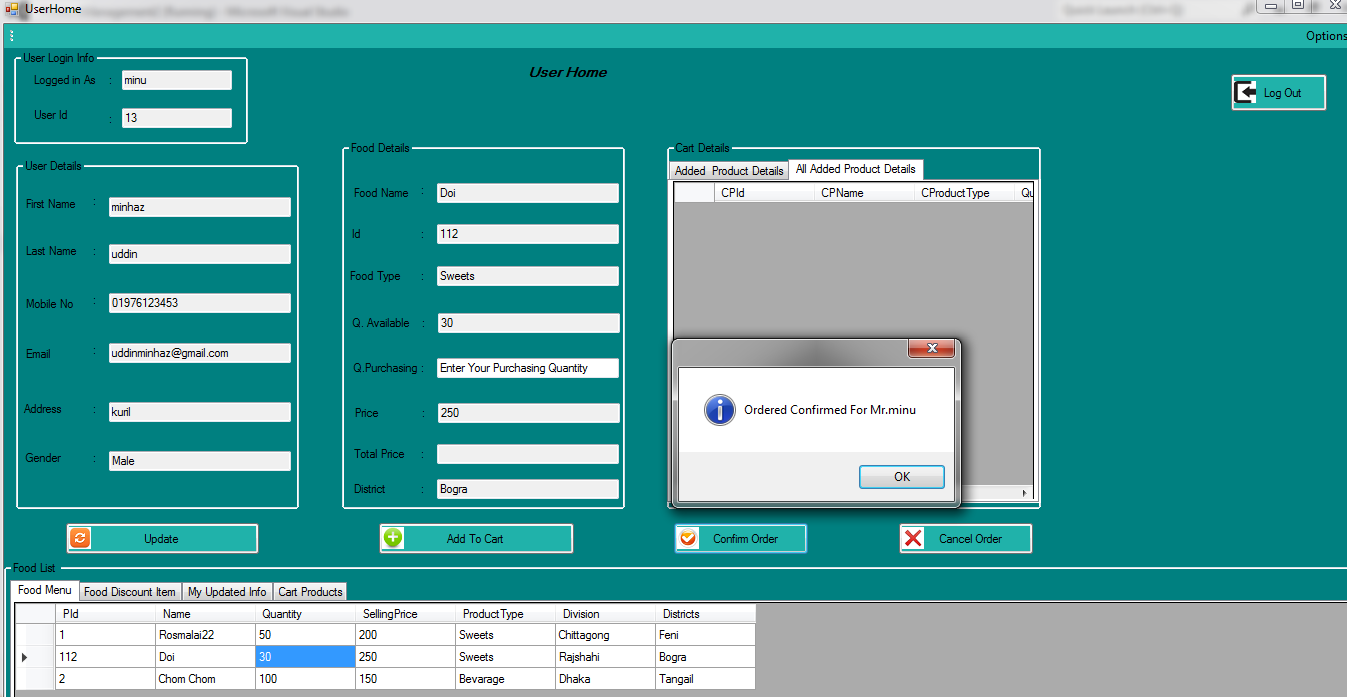 UserHome
Options
User Login Info
Logged in As : minu
User Id : 13
User Home
Log Out
User Details
First Name : minhaz
Last Name : uddin
Mobile No : 01976123453
Email : uddinminhaz@gmail.com
Address : kuril
Gender : Male
Update
Food Details
Food Name : Doi
Id : 112
Food Type : Sweets
Q. Available : 30
Q.Purchasing : Enter Your Purchasing Quantity
Price : 250
Total Price :
District : Bogra
Add To Cart
Cart Details
Added Product Details All Added Product Details
CPId CPName CProductType Qu
Ordered Confirmed For Mr.minu
OK
Confirm Order
Cancel Order
Food List
Food Menu Food Discount Item My Updated Info Cart Products
PId Name Quantity SellingPrice ProductType Division Districts
1 Rosmalai22 50 200 Sweets Chittagong Feni
112 Doi 30 250 Sweets Rajshahi Bogra
2 Chom Chom 100 150 Bevarage Dhaka Tangail